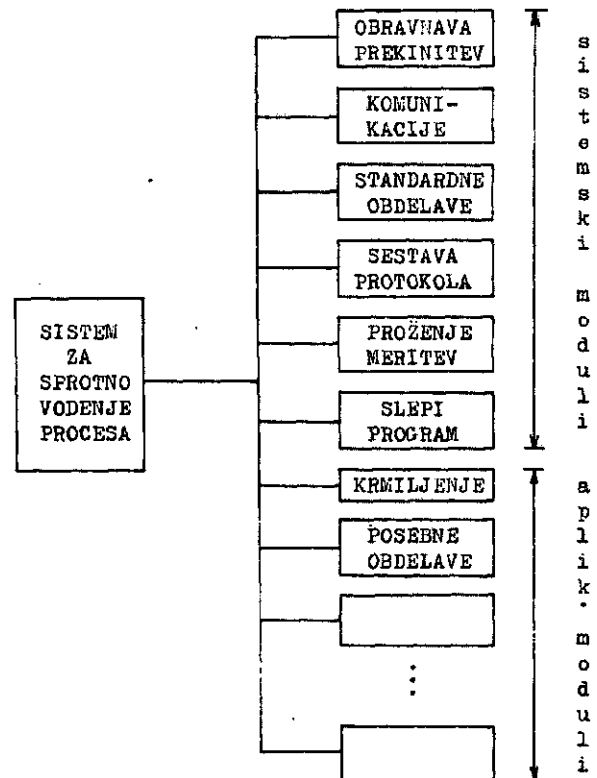 OBRAVNAVA
PREKINITEV
KOMUNI-
KACIJE
STANDARDNE
OBDELAVE
SESTAVA
PROTOKOLA
PROŽENJE
MERITEV
SLEPI
PROGRAM
KRMILJENJE
POSEBNE
OBDELAVE
SISTEM
ZA
SPROTNO
VODENJE
PROCESA
sistemski moduli
aplik. moduli